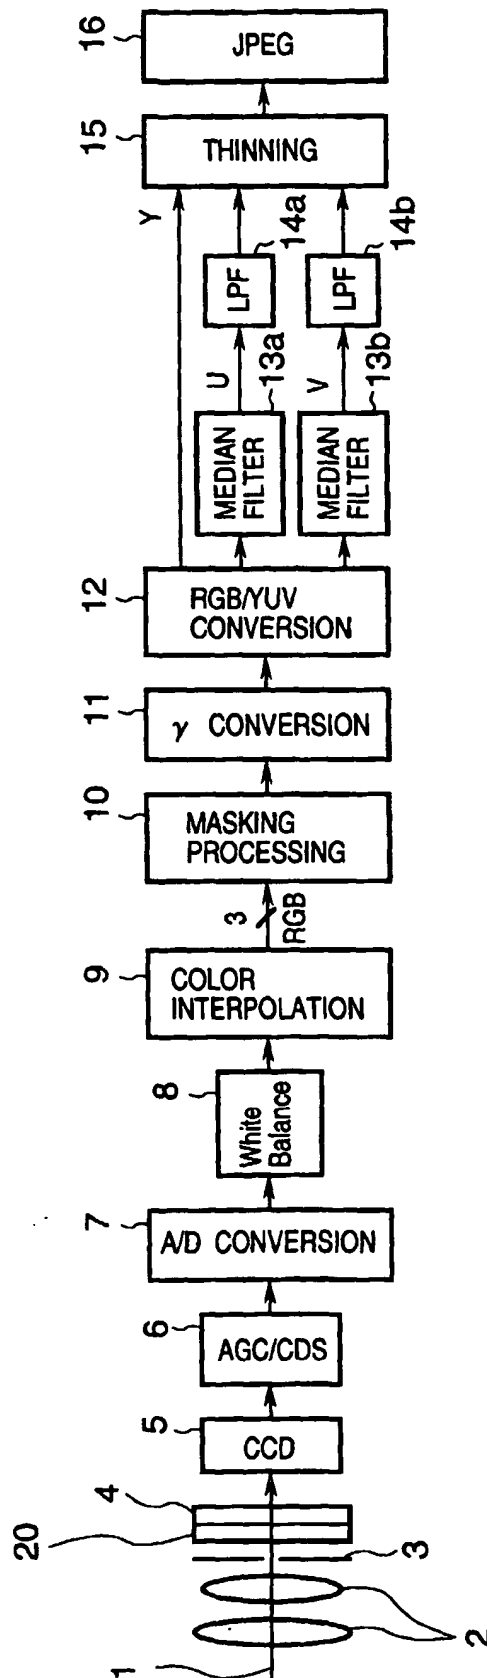 1
2
3
20
4
5
CCD
6
AGC/CDS
7
A/D CONVERSION
8
White
Balance
9
COLOR
INTERPOLATION
3
RGB
10
MASKING
PROCESSING
11
γ CONVERSION
12
RGB/YUV
CONVERSION
Y
MEDIAN
FILTER
13a
U
LPF
14a
MEDIAN
FILTER
13b
V
LPF
14b
15
THINNING
16
JPEG